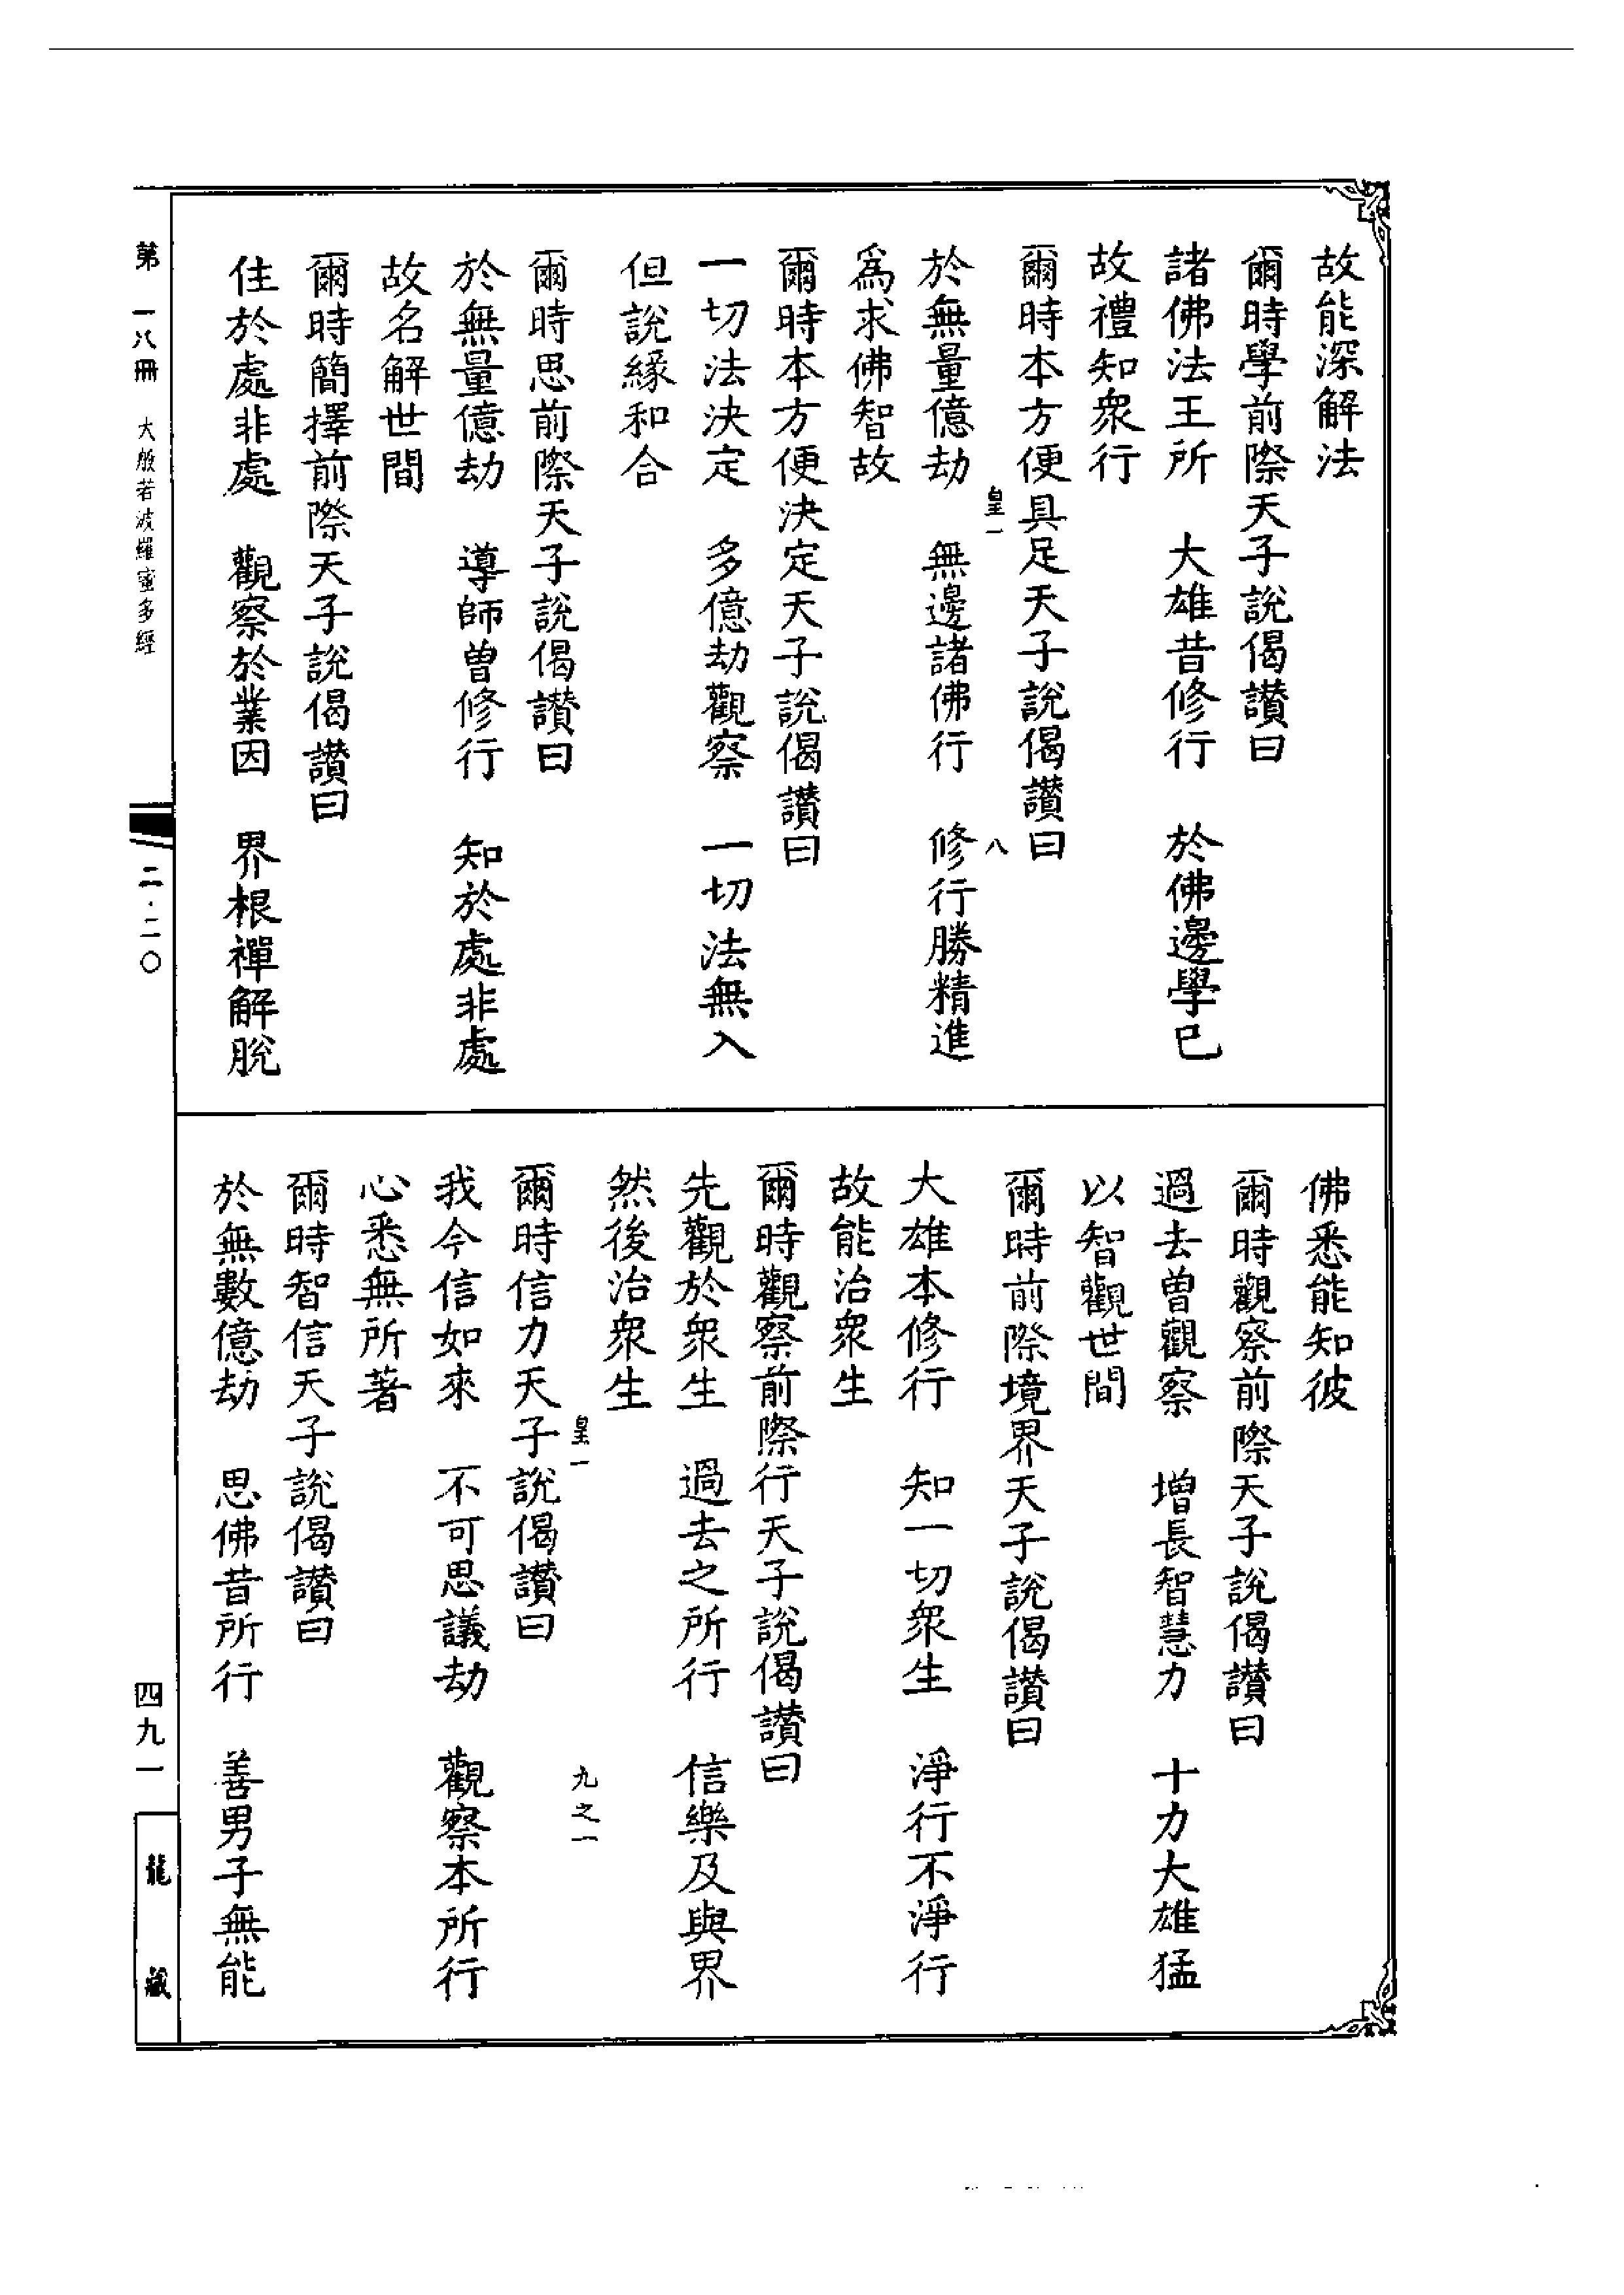 故能深解法
爾時學前際天子說偈讚曰
諸佛法王所　大雄昔修行　於佛邊學已
故禮知衆行
爾時本方便具足天子說偈讚曰
皇一　八
於無量億劫　無邊諸佛行　修行勝精進
爲求佛智故
爾時本方便決定天子說偈讚曰
一切法決定　多億劫觀察　一切法無入
但說緣和合
爾時思前際天子說偈讚曰
於無量億劫　導師曾修行　知於處非處
故名解世間
爾時簡擇前際天子說偈讚曰
住於處非處　觀察於業因　界根禪解脫
佛悉能知彼
爾時觀察前際天子說偈讚曰
過去曾觀察　增長智慧力　十力大雄猛
以智觀世間
爾時前際境界天子說偈讚曰
大雄本修行　知一切衆生　淨行不淨行
故能治衆生
爾時觀察前際行天子說偈讚曰
先觀於衆生　過去之所行　信樂及與界
然後治衆生
皇一　九之一
爾時信力天子說偈讚曰
我今信如來　不可思議劫　觀察本所行
心悉無所著
爾時智信天子說偈讚曰
於無數億劫　思佛昔所行　善男子無能
第一八冊　大般若波羅蜜多經　二·二〇　四九一
龍藏